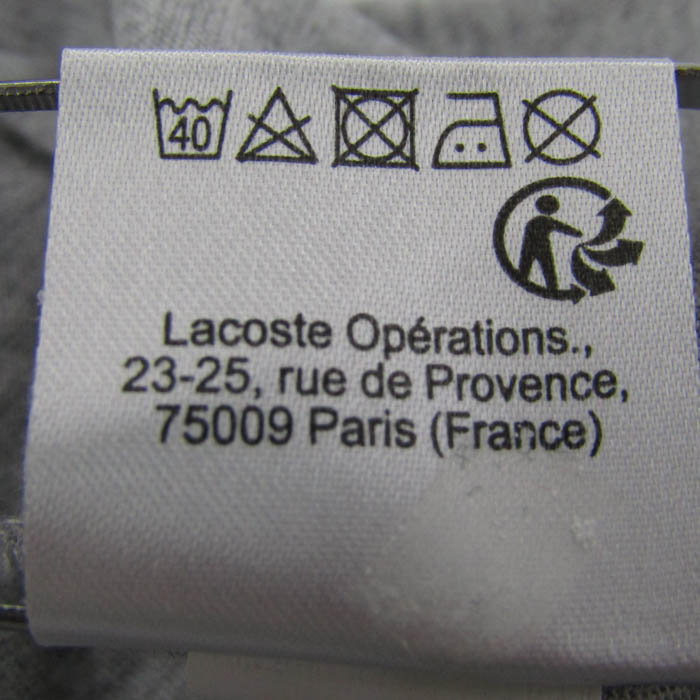 40
Lacoste Opérations.,
23-25, rue de Provence,
75009 Paris (France)